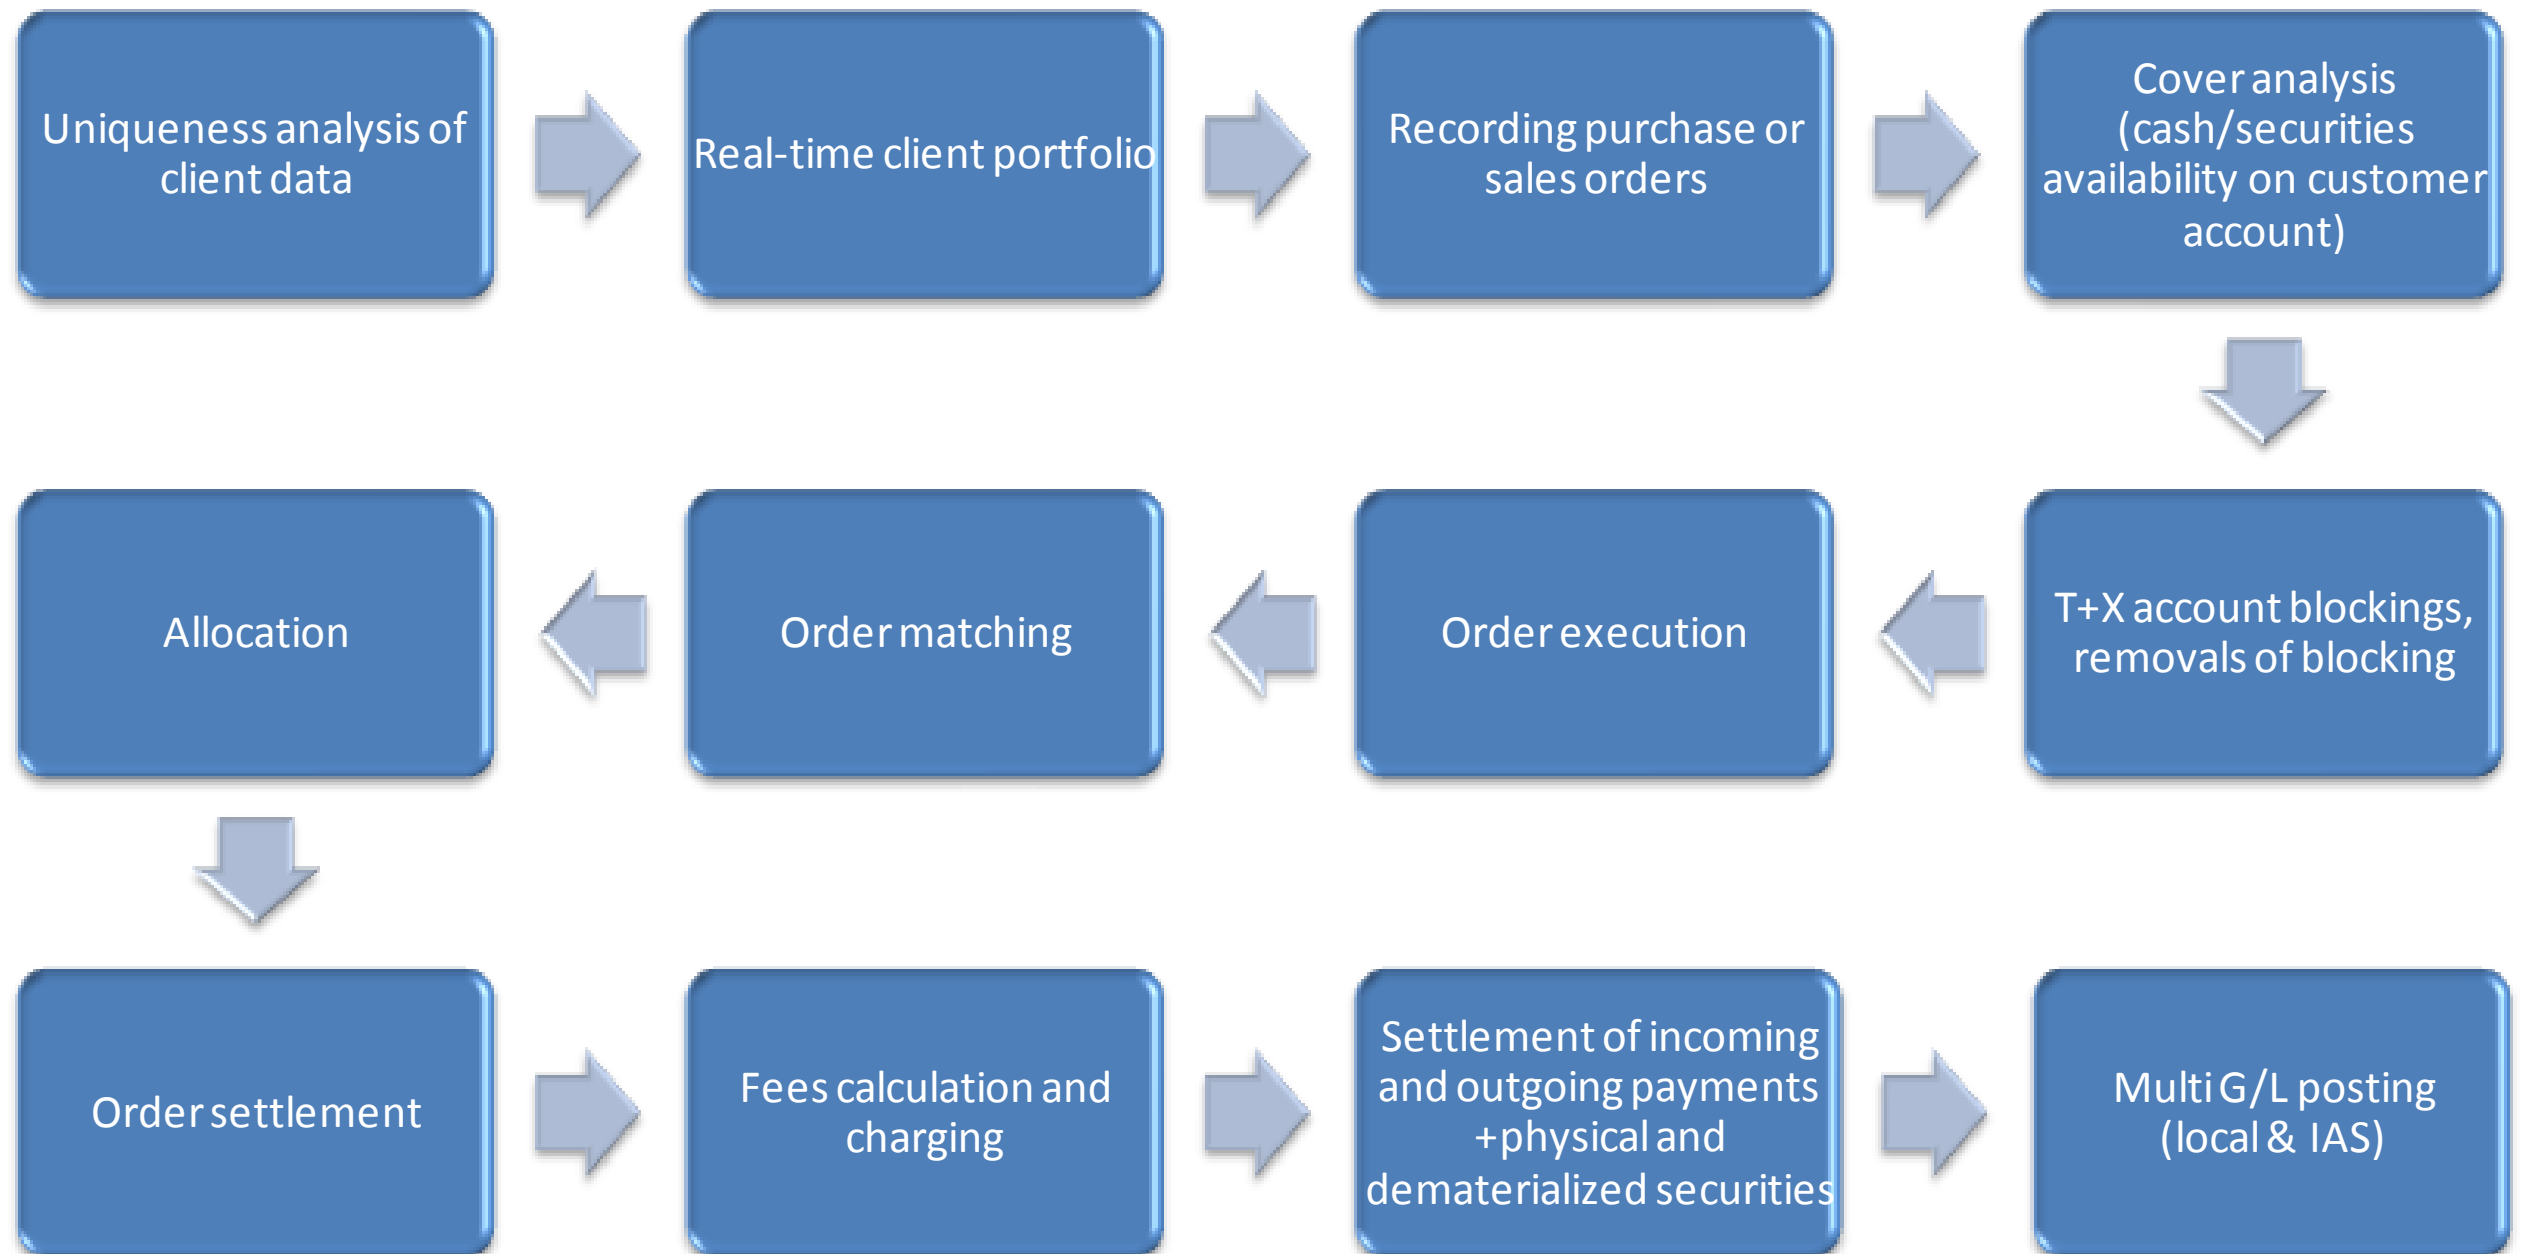 Uniqueness analysis of
client data
Real-time client portfolio
Recording purchase or
sales orders
Cover analysis
(cash/securities
availability on customer
account)
T+X account blockings,
removals of blocking
Order execution
Order matching
Allocation
Order settlement
Fees calculation and
charging
Settlement of incoming
and outgoing payments
+physical and
dematerialized securities
Multi G/L posting
(local & IAS)